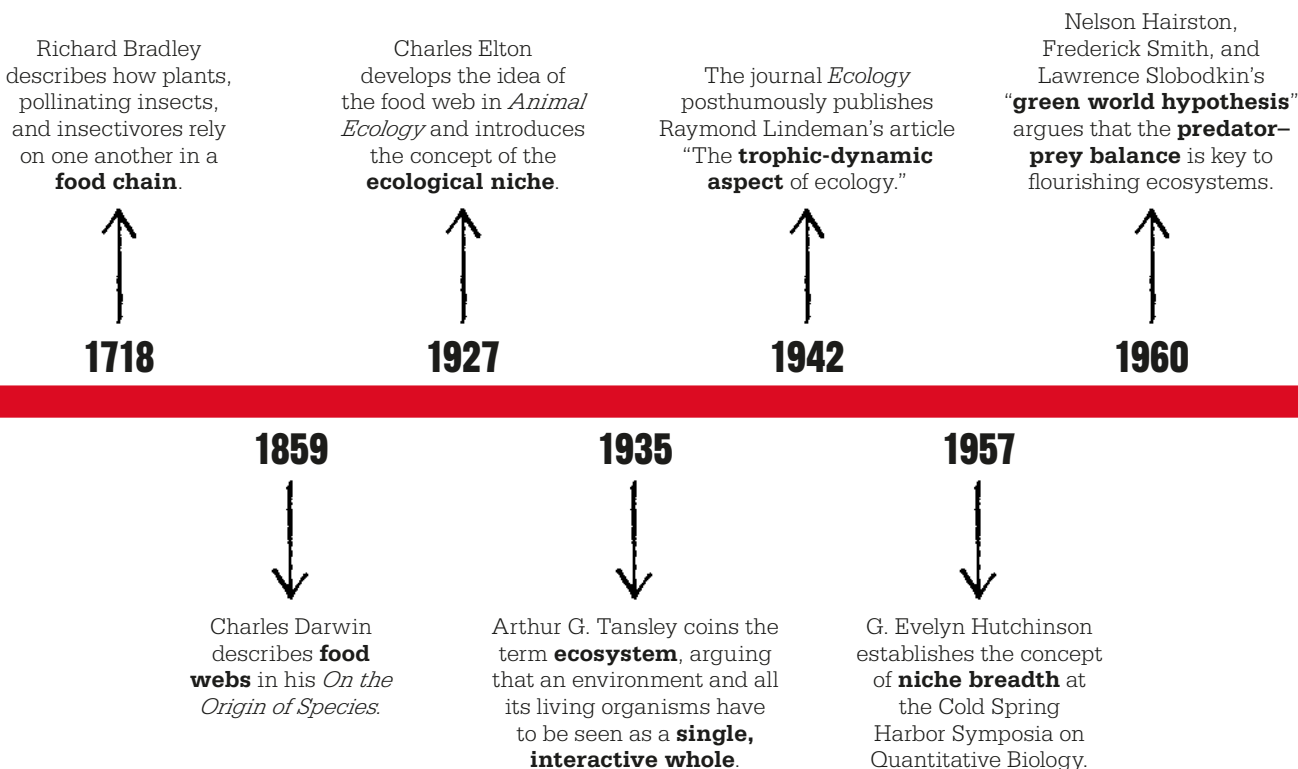 Richard Bradley
describes how plants,
pollinating insects,
and insectivores rely
on one another in a
food chain.
1718
Charles Darwin
describes food
webs in his On the
Origin of Species.
1859
Charles Elton
develops the idea of
the food web in Animal
Ecology and introduces
the concept of the
ecological niche.
1927
1935
Arthur G. Tansley coins the
term ecosystem, arguing
that an environment and all
its living organisms have
to be seen as a single,
interactive whole.
The journal Ecology
posthumously publishes
Raymond Lindeman’s article
“The trophic-dynamic
aspect of ecology.”
1942
1957
G. Evelyn Hutchinson
establishes the concept
of niche breadth at
the Cold Spring
Harbor Symposia on
Quantitative Biology.
Nelson Hairston,
Frederick Smith, and
Lawrence Slobodkin’s
“green world hypothesis”
argues that the predator–
prey balance is key to
flourishing ecosystems.
1960